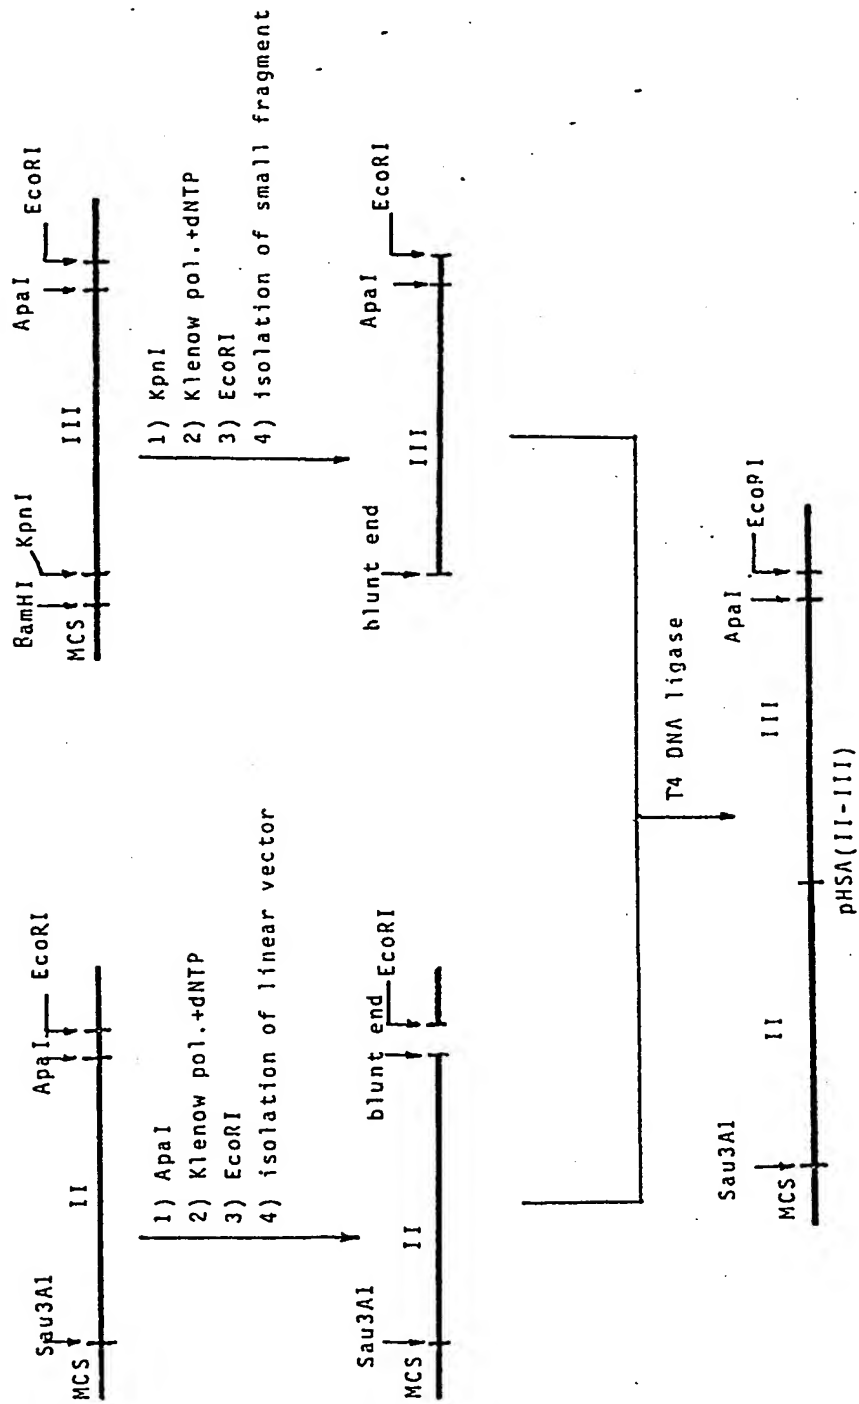 Sau3A1
ApaI
EcoRI
MCS
II
1) ApaI
2) Klenow pol.+dNTP
3) EcoRI
4) isolation of linear vector
Sau3A1
blunt end
EcoRI
MCS
II
BamHI
KpnI
ApaI
EcoRI
MCS
III
1) KpnI
2) Klenow pol.+dNTP
3) EcoRI
4) isolation of small fragment
blunt end
ApaI
EcoRI
III
T4 DNA ligase
Sau3A1
ApaI
EcoRI
MCS
II
III
pHSA(II-III)